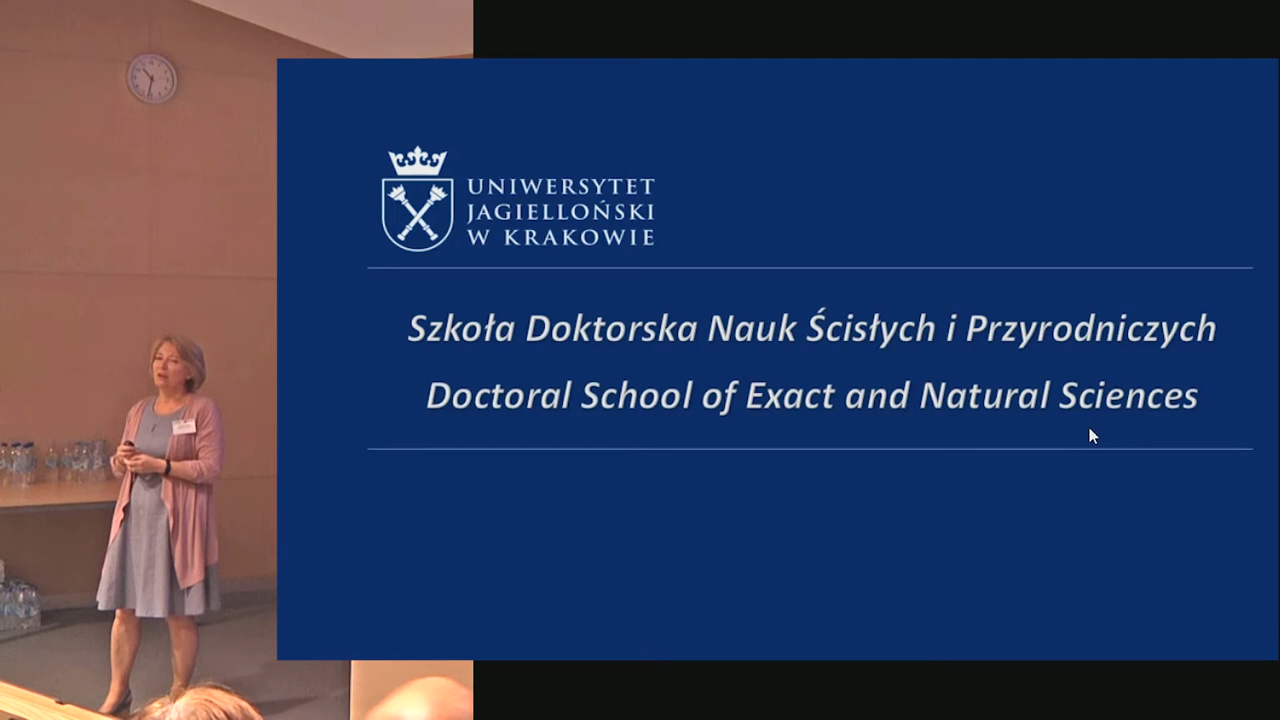 UNIWERSYTET
JAGIELLOŃSKI
W KRAKOWIE
Szkoła Doktorska Nauk Ścisłych i Przyrodniczych
Doctoral School of Exact and Natural Sciences